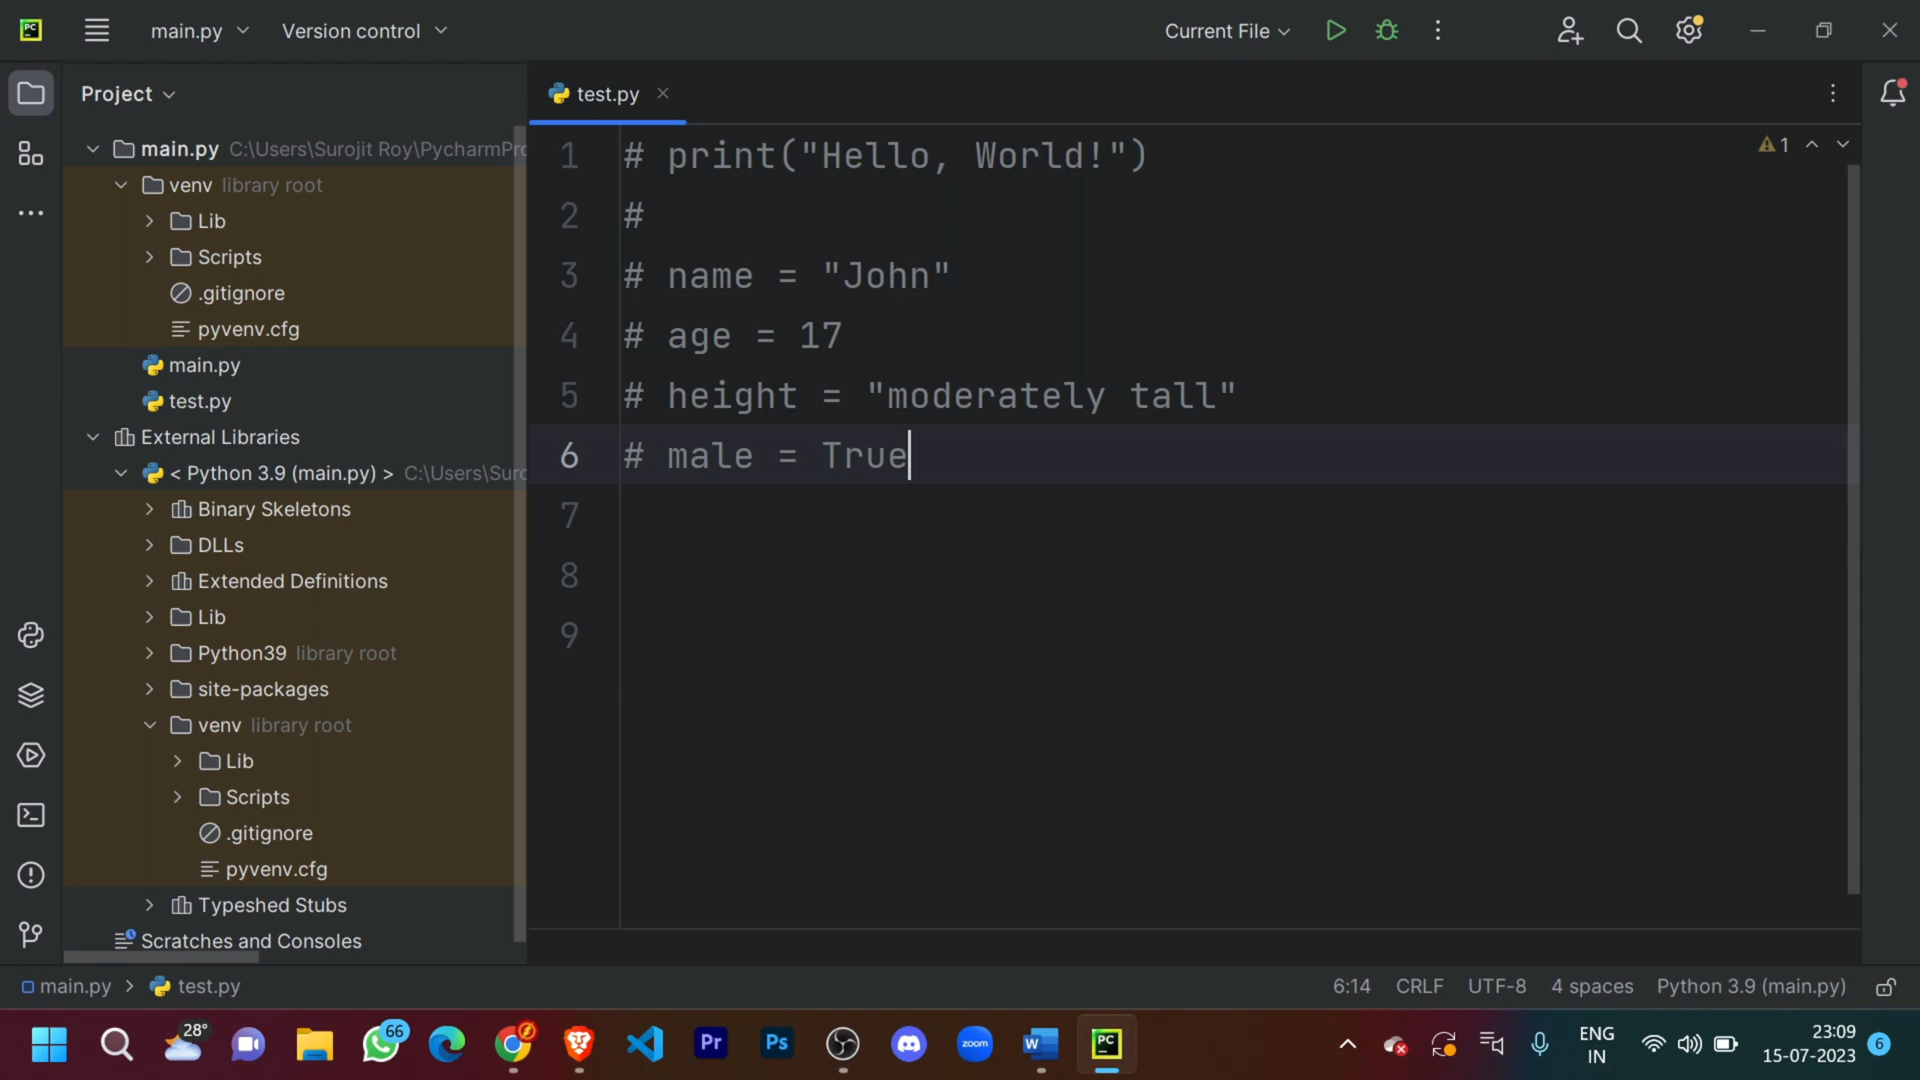 PC main.py Version control Current File
Project
test.py
main.py C:\Users\Surojit Roy\PycharmPro
venv library root
Lib
Scripts
.gitignore
pyvenv.cfg
main.py
test.py
External Libraries
< Python 3.9 (main.py) > C:\Users\Suro
Binary Skeletons
DLLs
Extended Definitions
Lib
Python39 library root
site-packages
venv library root
Lib
Scripts
.gitignore
pyvenv.cfg
Typeshed Stubs
Scratches and Consoles
1 # print("Hello, World!")
2 #
3 # name = "John"
4 # age = 17
5 # height = "moderately tall"
6 # male = True
7
8
9
1
main.py > test.py 6:14 CRLF UTF-8 4 spaces Python 3.9 (main.py)
28° 66 Pr Ps zoom W PC ENG IN 23:09 15-07-2023 6